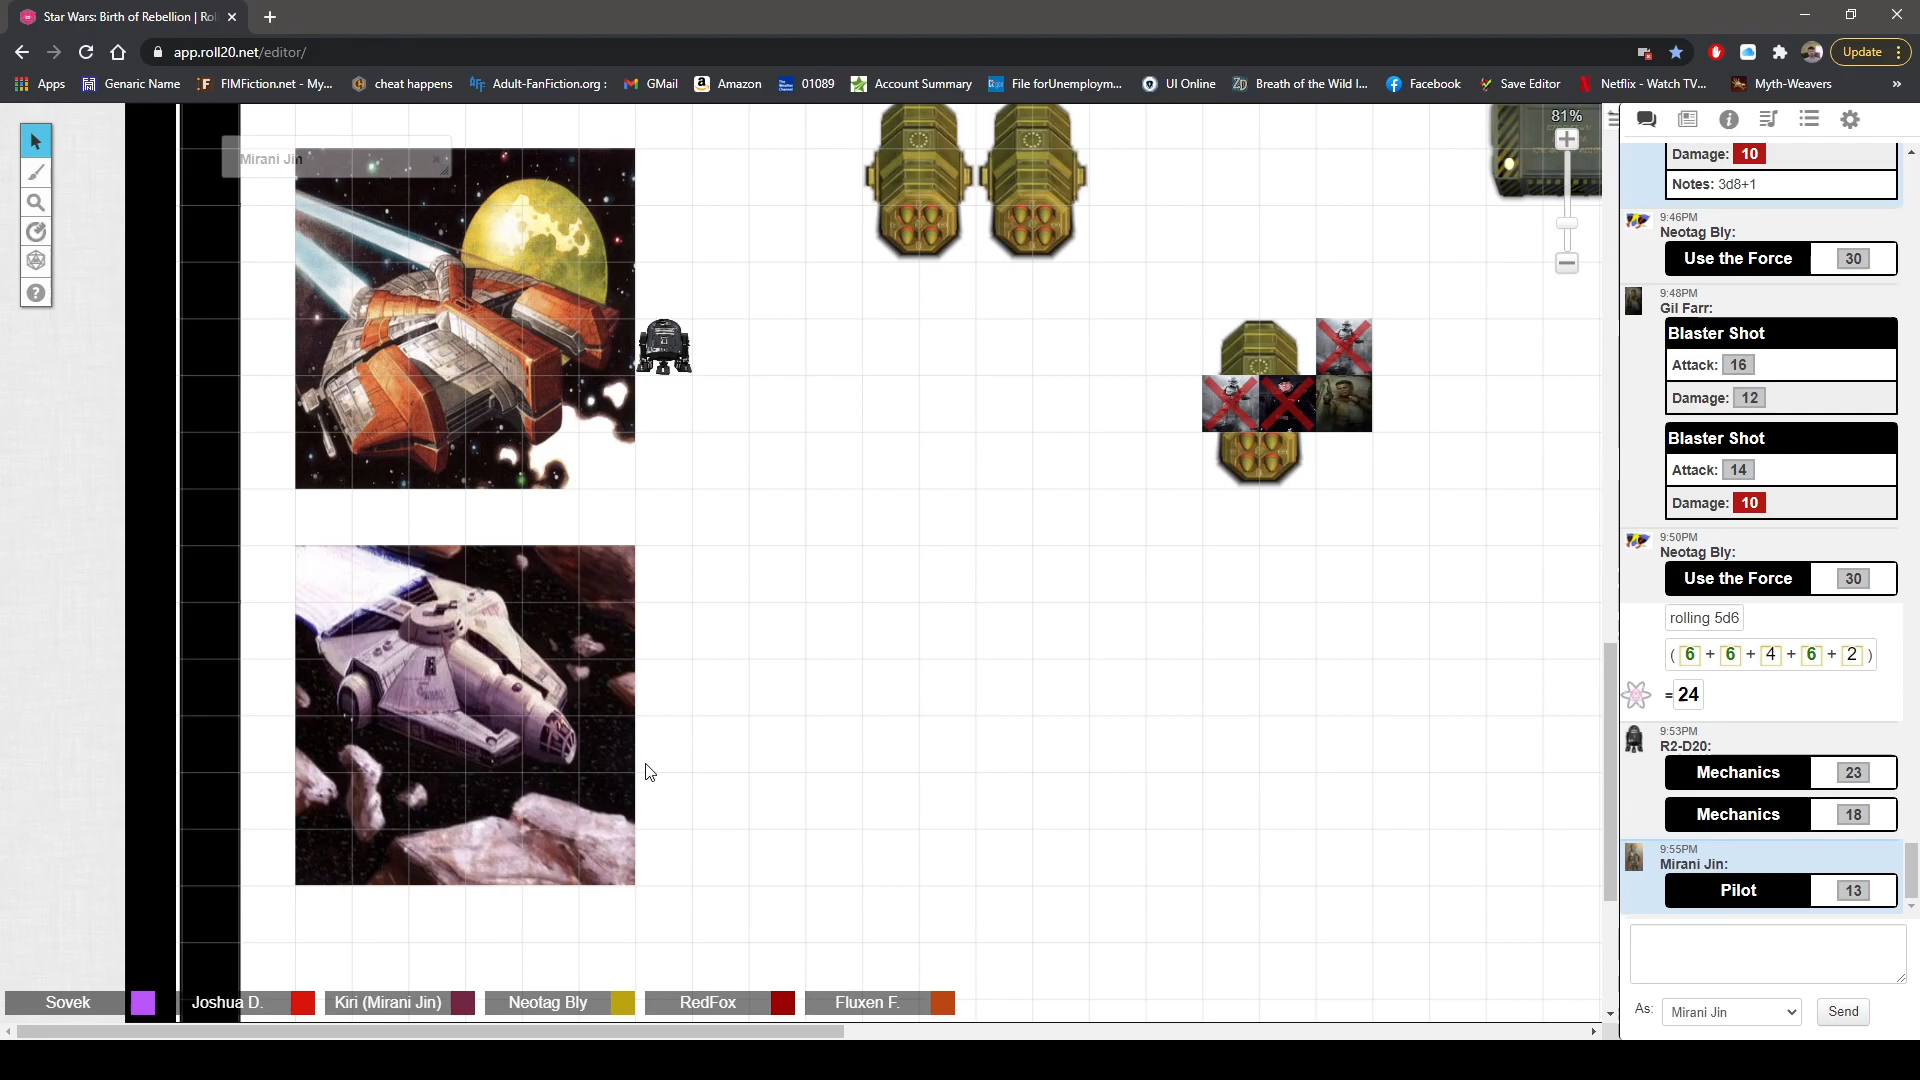 Star Wars: Birth of Rebellion | Rol
app.roll20.net/editor/
Update
Apps
Genaric Name
FIMFiction.net - My...
cheat happens
Adult-FanFiction.org :
GMail
Amazon
01089
Account Summary
File forUnemploym...
UI Online
Breath of the Wild I...
Facebook
Save Editor
Netflix - Watch TV...
Myth-Weavers
»
Mirani Jin
81%
Damage: 10
Notes: 3d8+1
9:46PM
Neotag Bly:
Use the Force 30
9:48PM
Gil Farr:
Blaster Shot
Attack: 16
Damage: 12
Blaster Shot
Attack: 14
Damage: 10
9:50PM
Neotag Bly:
Use the Force 30
rolling 5d6
( 6 + 6 + 4 + 6 + 2 )
= 24
9:53PM
R2-D20:
Mechanics 23
Mechanics 18
9:55PM
Mirani Jin:
Pilot 13
As: Mirani Jin Send
Sovek
Joshua D.
Kiri (Mirani Jin)
Neotag Bly
RedFox
Fluxen F.